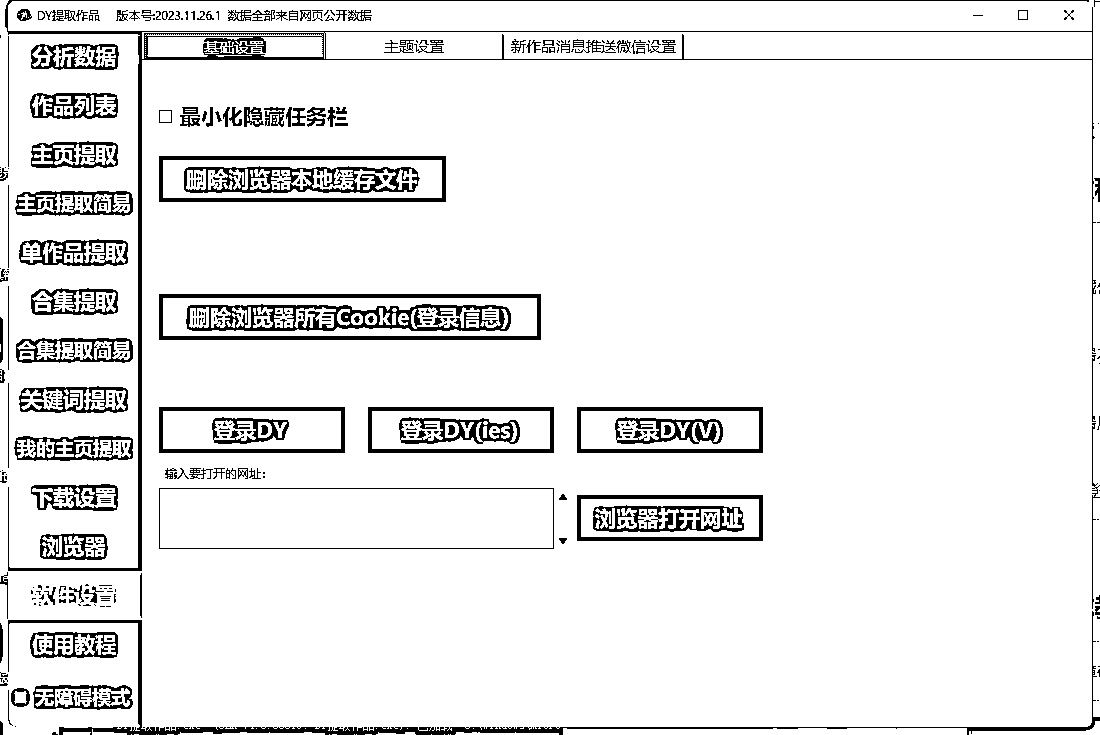 DY提取作品 版本号:2023.11.26.1 数据全部来自网页公开数据
分析数据
作品列表
主页提取
主页提取简易
单作品提取
合集提取
合集提取简易
关键词提取
我的主页提取
下载设置
浏览器
软件设置
使用教程
无障碍模式
基础设置 主题设置 新作品消息推送微信设置
最小化隐藏任务栏
删除浏览器本地缓存文件
删除浏览器所有Cookie(登录信息)
登录DY 登录DY(ies) 登录DY(V)
输入要打开的网址:
浏览器打开网址